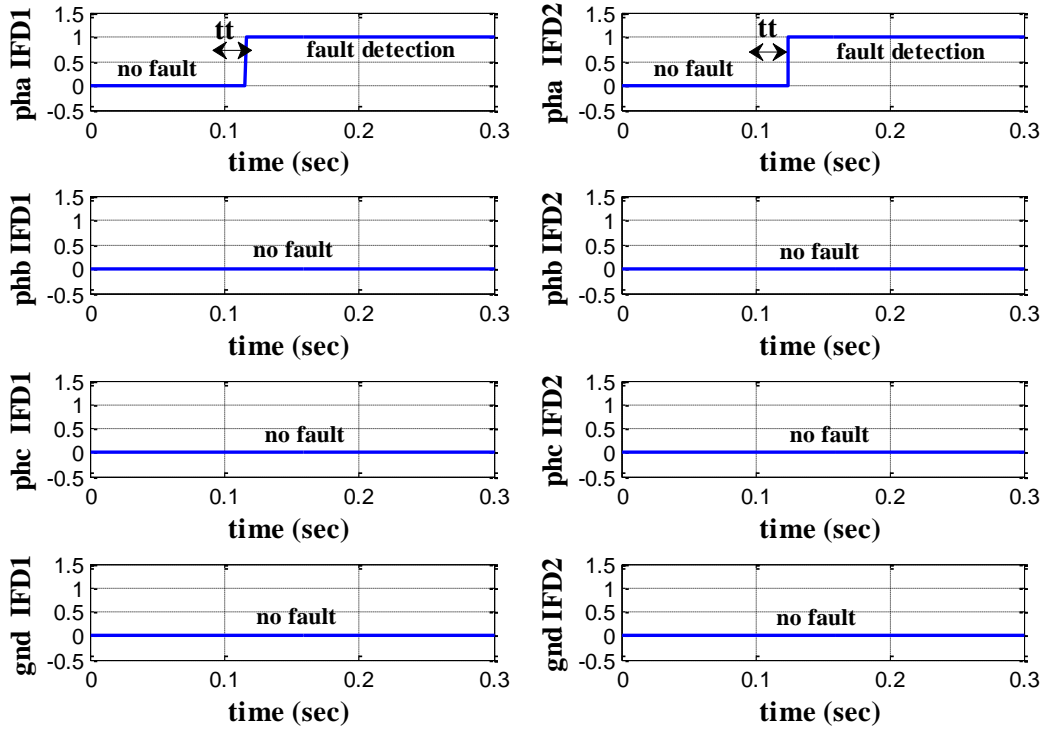 pha IFD1
1.5
1
0.5
0
-0.5
tt
no fault
fault detection
0
0.1
0.2
0.3
time (sec)
pha IFD2
1.5
1
0.5
0
-0.5
tt
no fault
fault detection
0
0.1
0.2
0.3
time (sec)
phb IFD1
1.5
1
0.5
0
-0.5
no fault
0
0.1
0.2
0.3
time (sec)
phb IFD2
1.5
1
0.5
0
-0.5
no fault
0
0.1
0.2
0.3
time (sec)
phc IFD1
1.5
1
0.5
0
-0.5
no fault
0
0.1
0.2
0.3
time (sec)
phc IFD2
1.5
1
0.5
0
-0.5
no fault
0
0.1
0.2
0.3
time (sec)
gnd IFD1
1.5
1
0.5
0
-0.5
no fault
0
0.1
0.2
0.3
time (sec)
gnd IFD2
1.5
1
0.5
0
-0.5
no fault
0
0.1
0.2
0.3
time (sec)